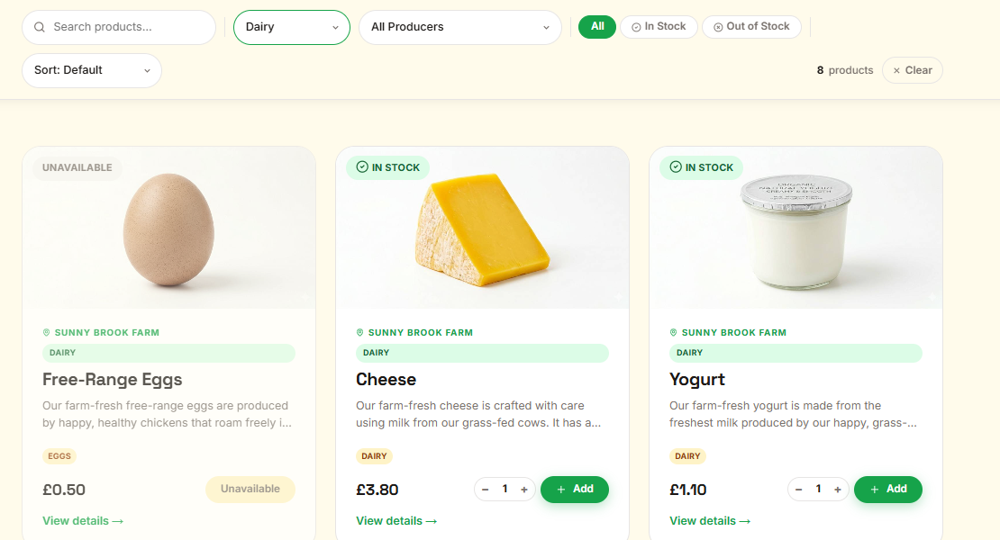 Search products...
Dairy
All Producers
All
In Stock
Out of Stock
Sort: Default
8 products
Clear
UNAVAILABLE
SUNNY BROOK FARM
DAIRY
Free-Range Eggs
Our farm-fresh free-range eggs are produced
by happy, healthy chickens that roam freely i...
EGGS
£0.50
Unavailable
View details →
IN STOCK
SUNNY BROOK FARM
DAIRY
Cheese
Our farm-fresh cheese is crafted with care
using milk from our grass-fed cows. It has a...
DAIRY
£3.80
− 1 +
+ Add
View details →
IN STOCK
ORGANIC
NATURAL YOGURT
CREAMY & SMOOTH
SUNNY BROOK FARM
DAIRY
Yogurt
Our farm-fresh yogurt is made from the
freshest milk produced by our happy, grass-...
DAIRY
£1.10
− 1 +
+ Add
View details →